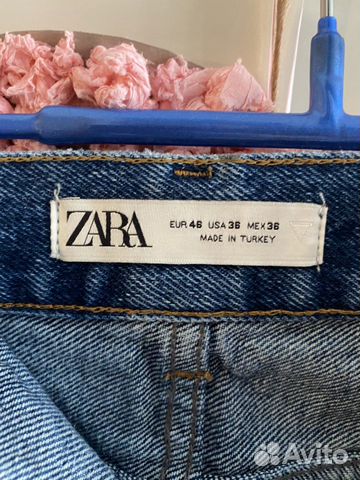 ZARA
EUR 46 USA 36 MEX 36
MADE IN TURKEY
Avito